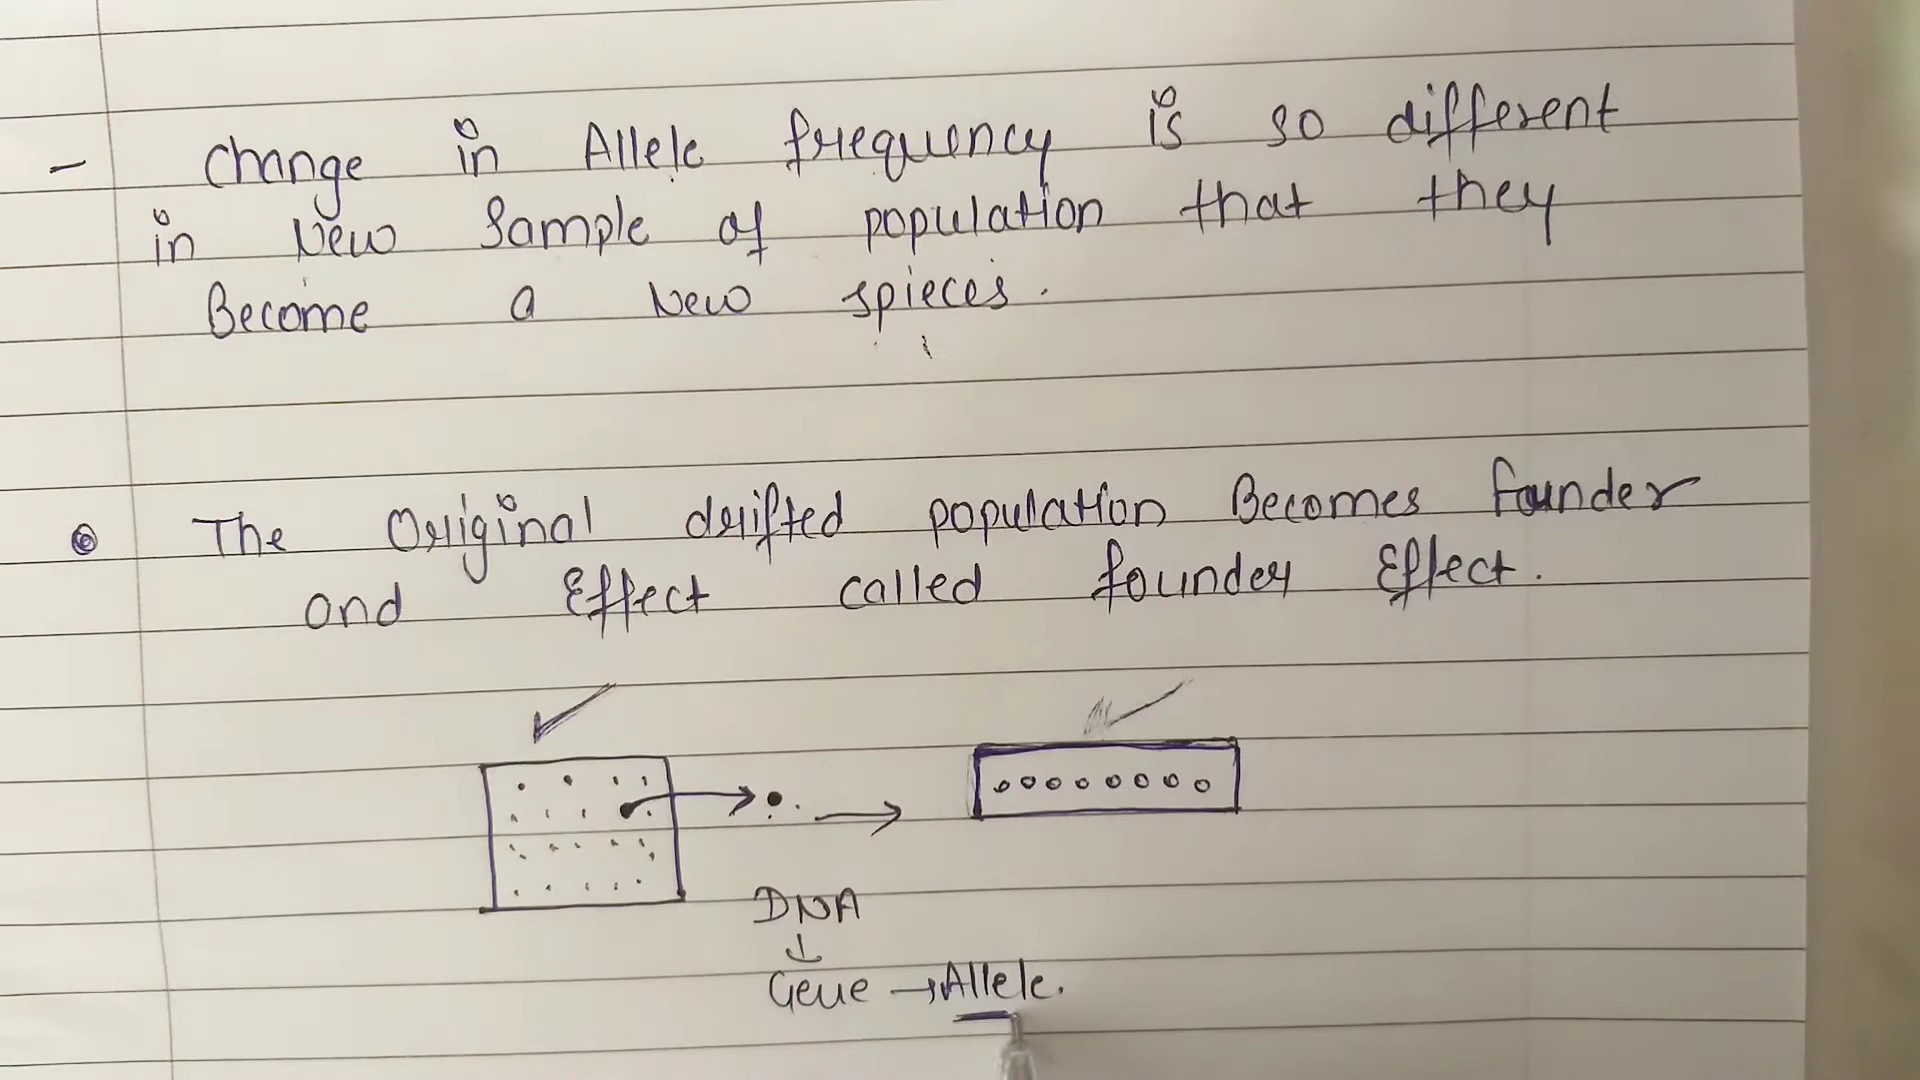 - Change in Allele frequency is so different
in New Sample of population that they
Become a New spieces.
The Original drifted population Becomes founder
and Effect called founder Effect.
DNA
↓
Gene → Allele.